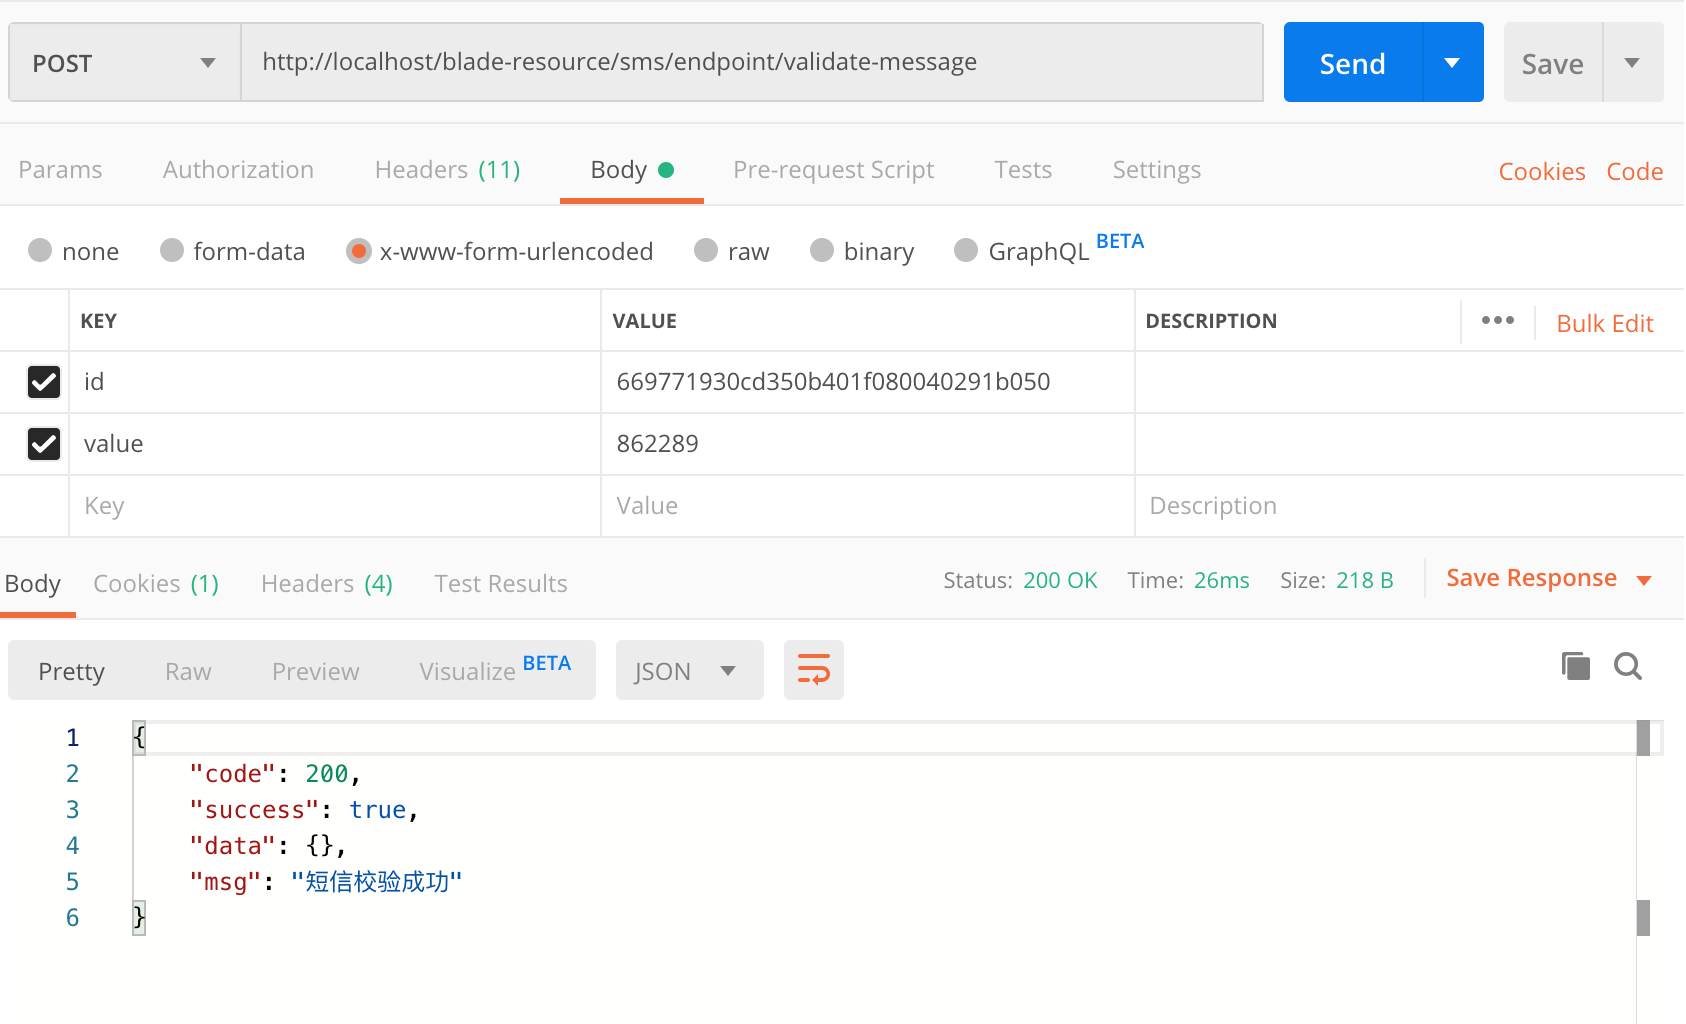 POST http://localhost/blade-resource/sms/endpoint/validate-message Send Save
Params Authorization Headers (11) Body Pre-request Script Tests Settings Cookies Code
none form-data x-www-form-urlencoded raw binary GraphQL BETA
KEY VALUE DESCRIPTION ••• Bulk Edit
id 669771930cd350b401f080040291b050
value 862289
Key Value Description
Body Cookies (1) Headers (4) Test Results Status: 200 OK Time: 26ms Size: 218 B Save Response
Pretty Raw Preview Visualize BETA JSON
1 {
2 "code": 200,
3 "success": true,
4 "data": {},
5 "msg": "短信校验成功"
6 }